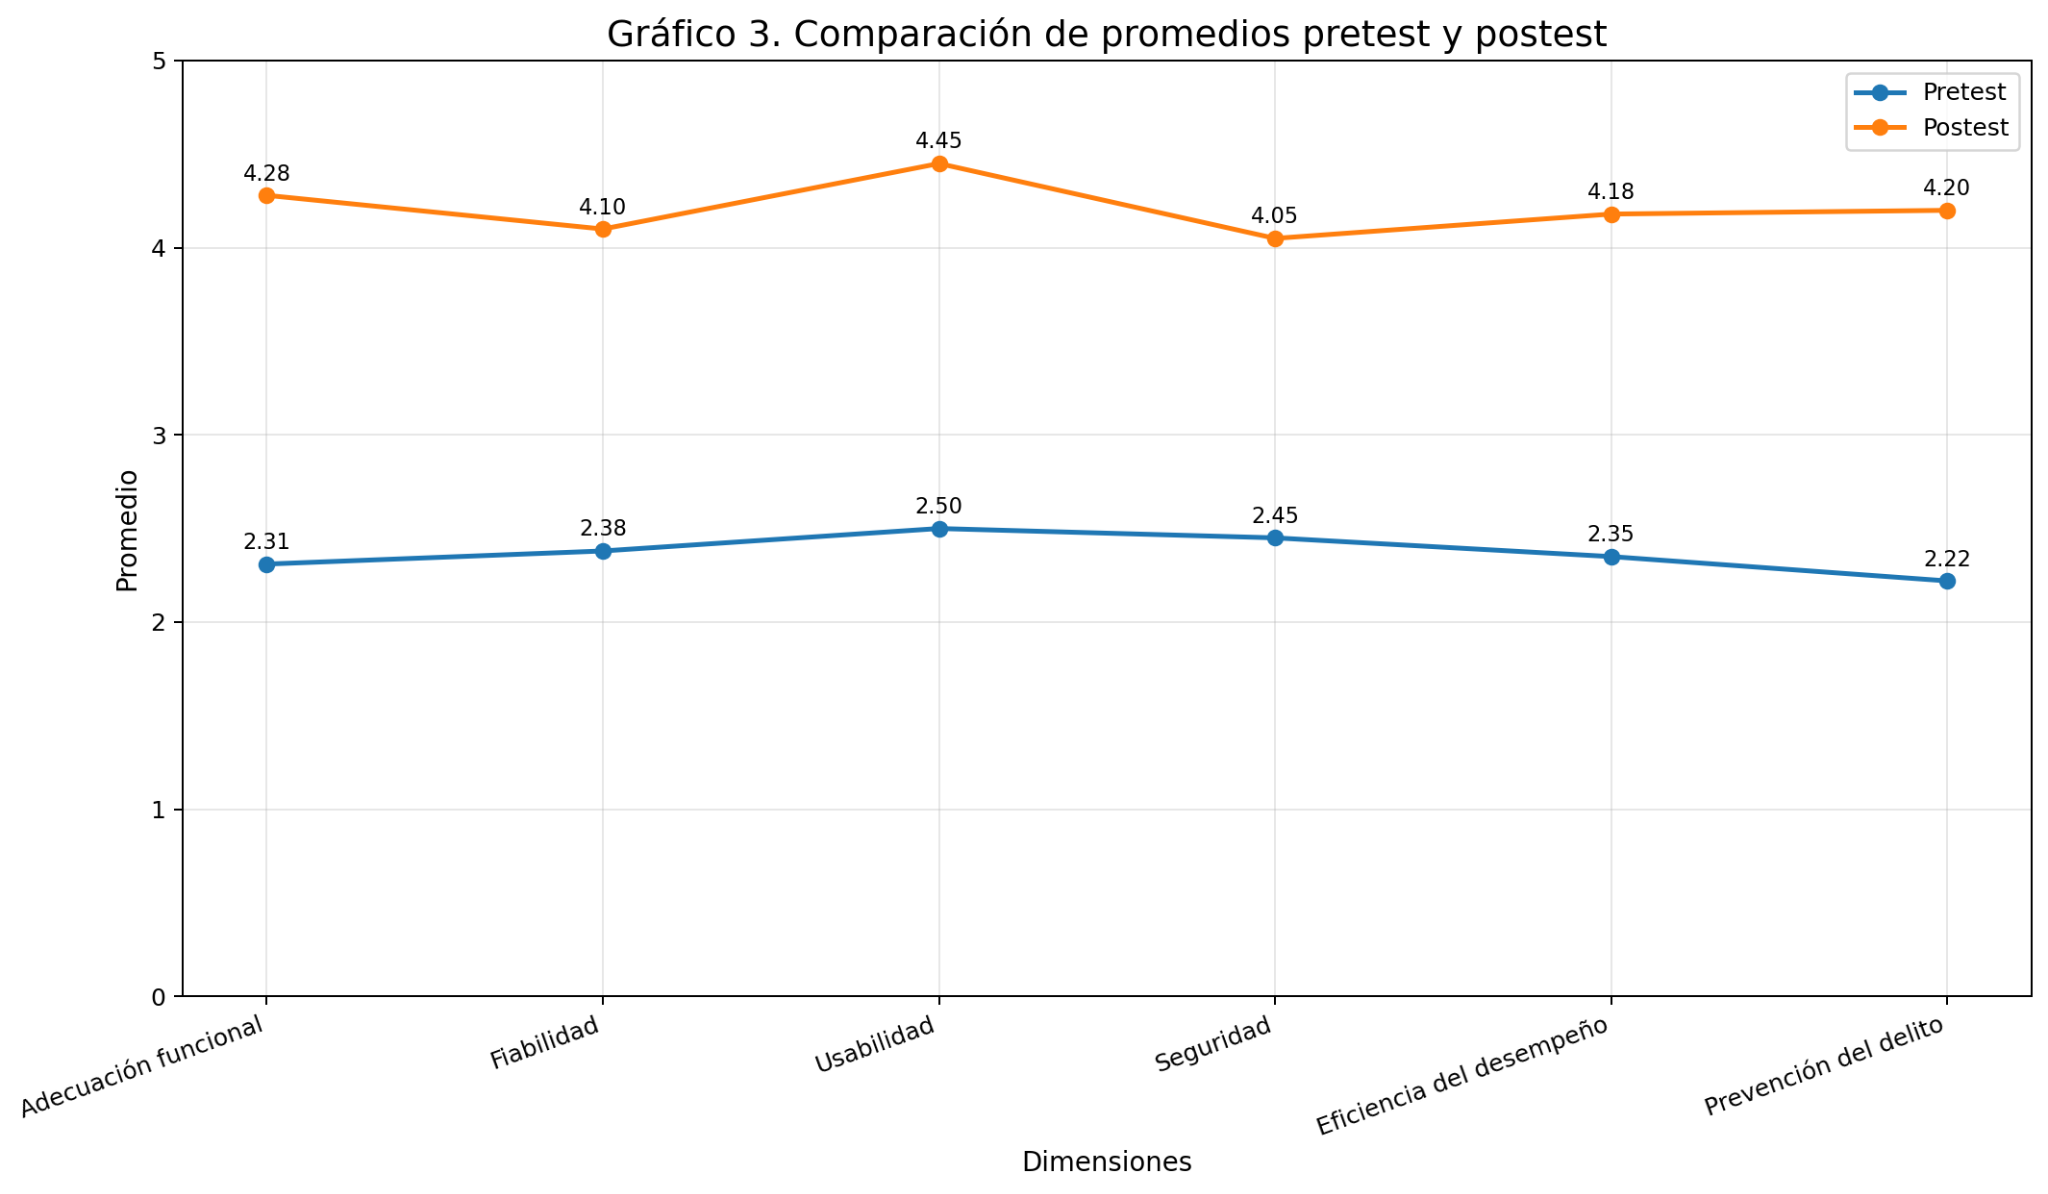 Gráfico 3. Comparación de promedios pretest y postest
5
4
3
2
1
0
Promedio
Pretest
Postest
4.28
4.10
4.45
4.05
4.18
4.20
2.31
2.38
2.50
2.45
2.35
2.22
Adecuación funcional
Fiabilidad
Usabilidad
Seguridad
Eficiencia del desempeño
Prevención del delito
Dimensiones